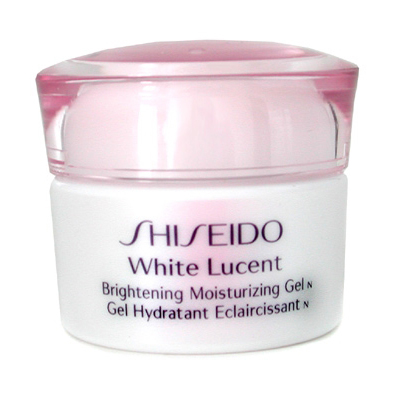 SHISEIDO
White Lucent
Brightening Moisturizing Gel N
Gel Hydratant Eclaircissant N